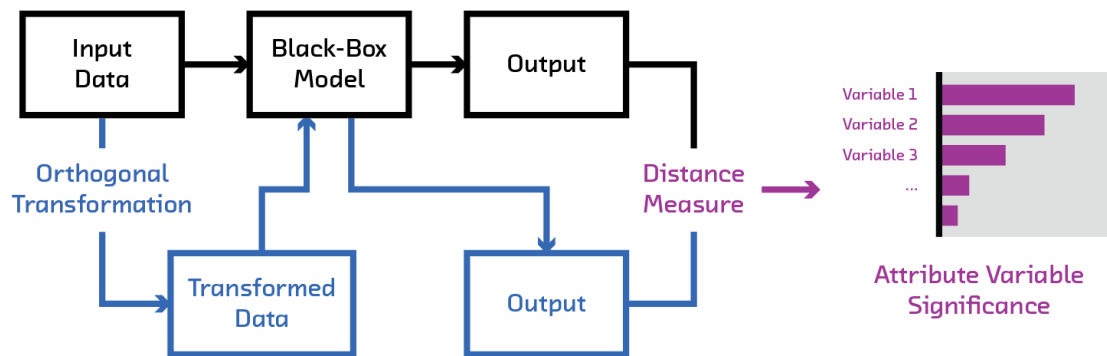 Input
Data
Black-Box
Model
Output
Orthogonal
Transformation
Transformed
Data
Output
Distance
Measure
Variable 1
Variable 2
Variable 3
...
Attribute Variable
Significance